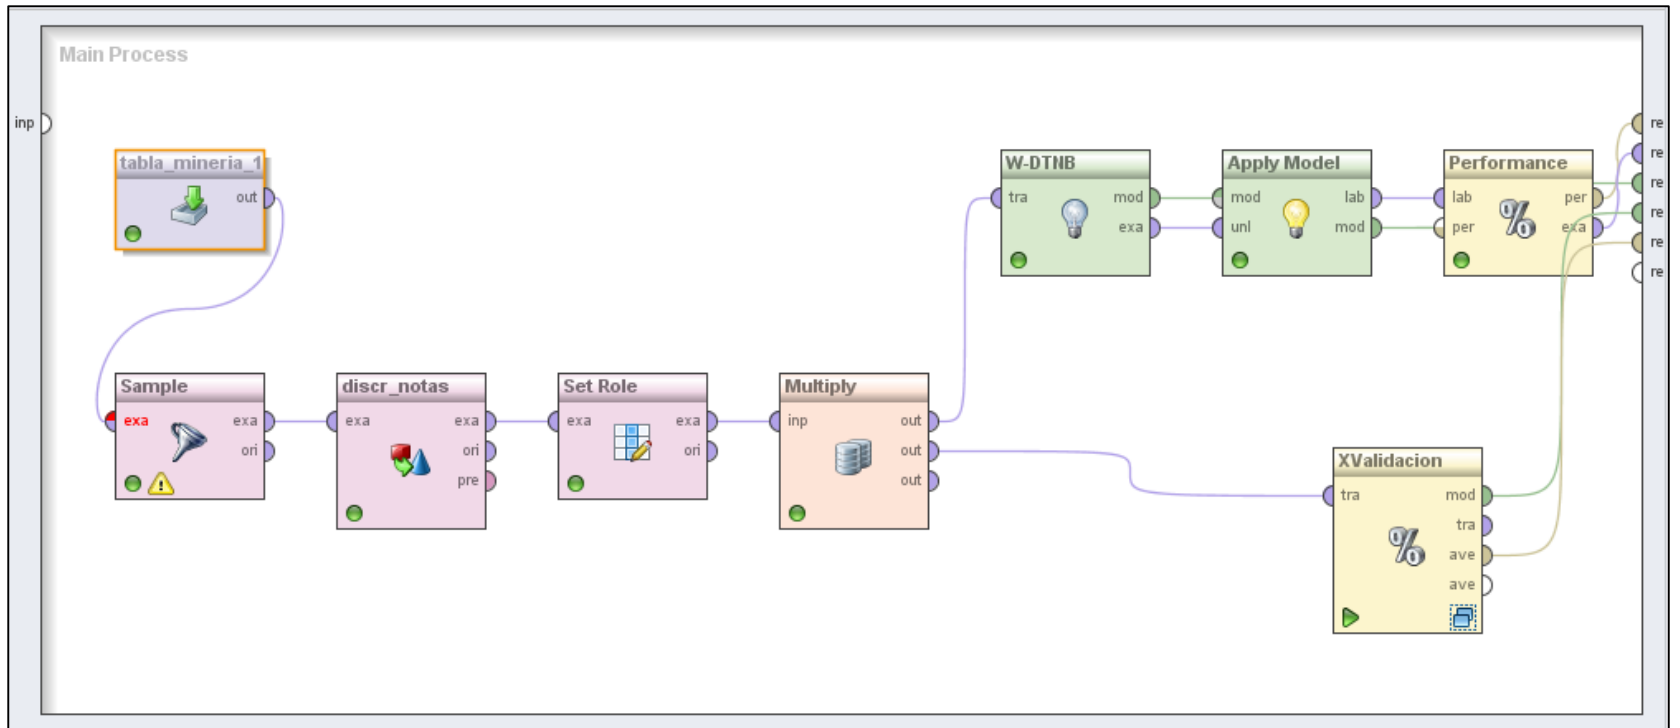 Main Process
inp
re
re
re
re
re
re
tabla_mineria_1
out
W-DTNB
tra
mod
exa
Apply Model
mod
lab
unl
mod
Performance
lab
per
per
exa
Sample
exa
exa
ori
discr_notas
exa
exa
ori
pre
Set Role
exa
exa
ori
Multiply
inp
out
out
out
XValidacion
tra
mod
tra
ave
ave